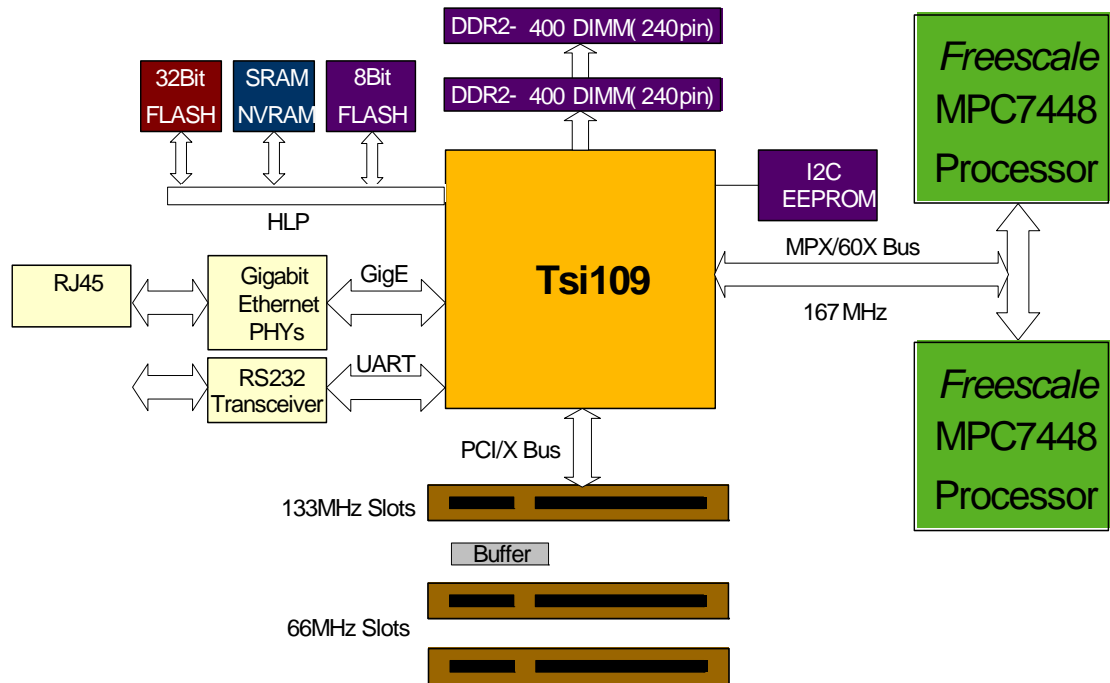 DDR2- 400 DIMM( 240pin)
DDR2- 400 DIMM( 240pin)
32Bit
FLASH
SRAM
NVRAM
8Bit
FLASH
HLP
Freescale
MPC7448
Processor
I2C
EEPROM
Tsi109
MPX/60X Bus
167 MHz
RJ45
Gigabit
Ethernet
PHYs
GigE
RS232
Transceiver
UART
Freescale
MPC7448
Processor
PCI/X Bus
133MHz Slots
Buffer
66MHz Slots